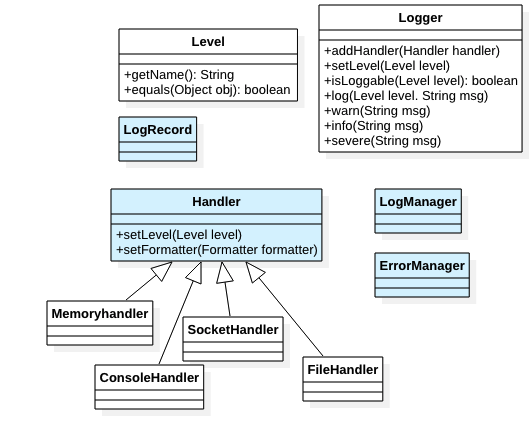 Logger
+addHandler(Handler handler)
+setLevel(Level level)
+isLoggable(Level level): boolean
+log(Level level. String msg)
+warn(String msg)
+info(String msg)
+severe(String msg)
Level
+getName(): String
+equals(Object obj): boolean
LogRecord
Handler
+setLevel(Level level)
+setFormatter(Formatter formatter)
LogManager
ErrorManager
Memoryhandler
SocketHandler
ConsoleHandler
FileHandler